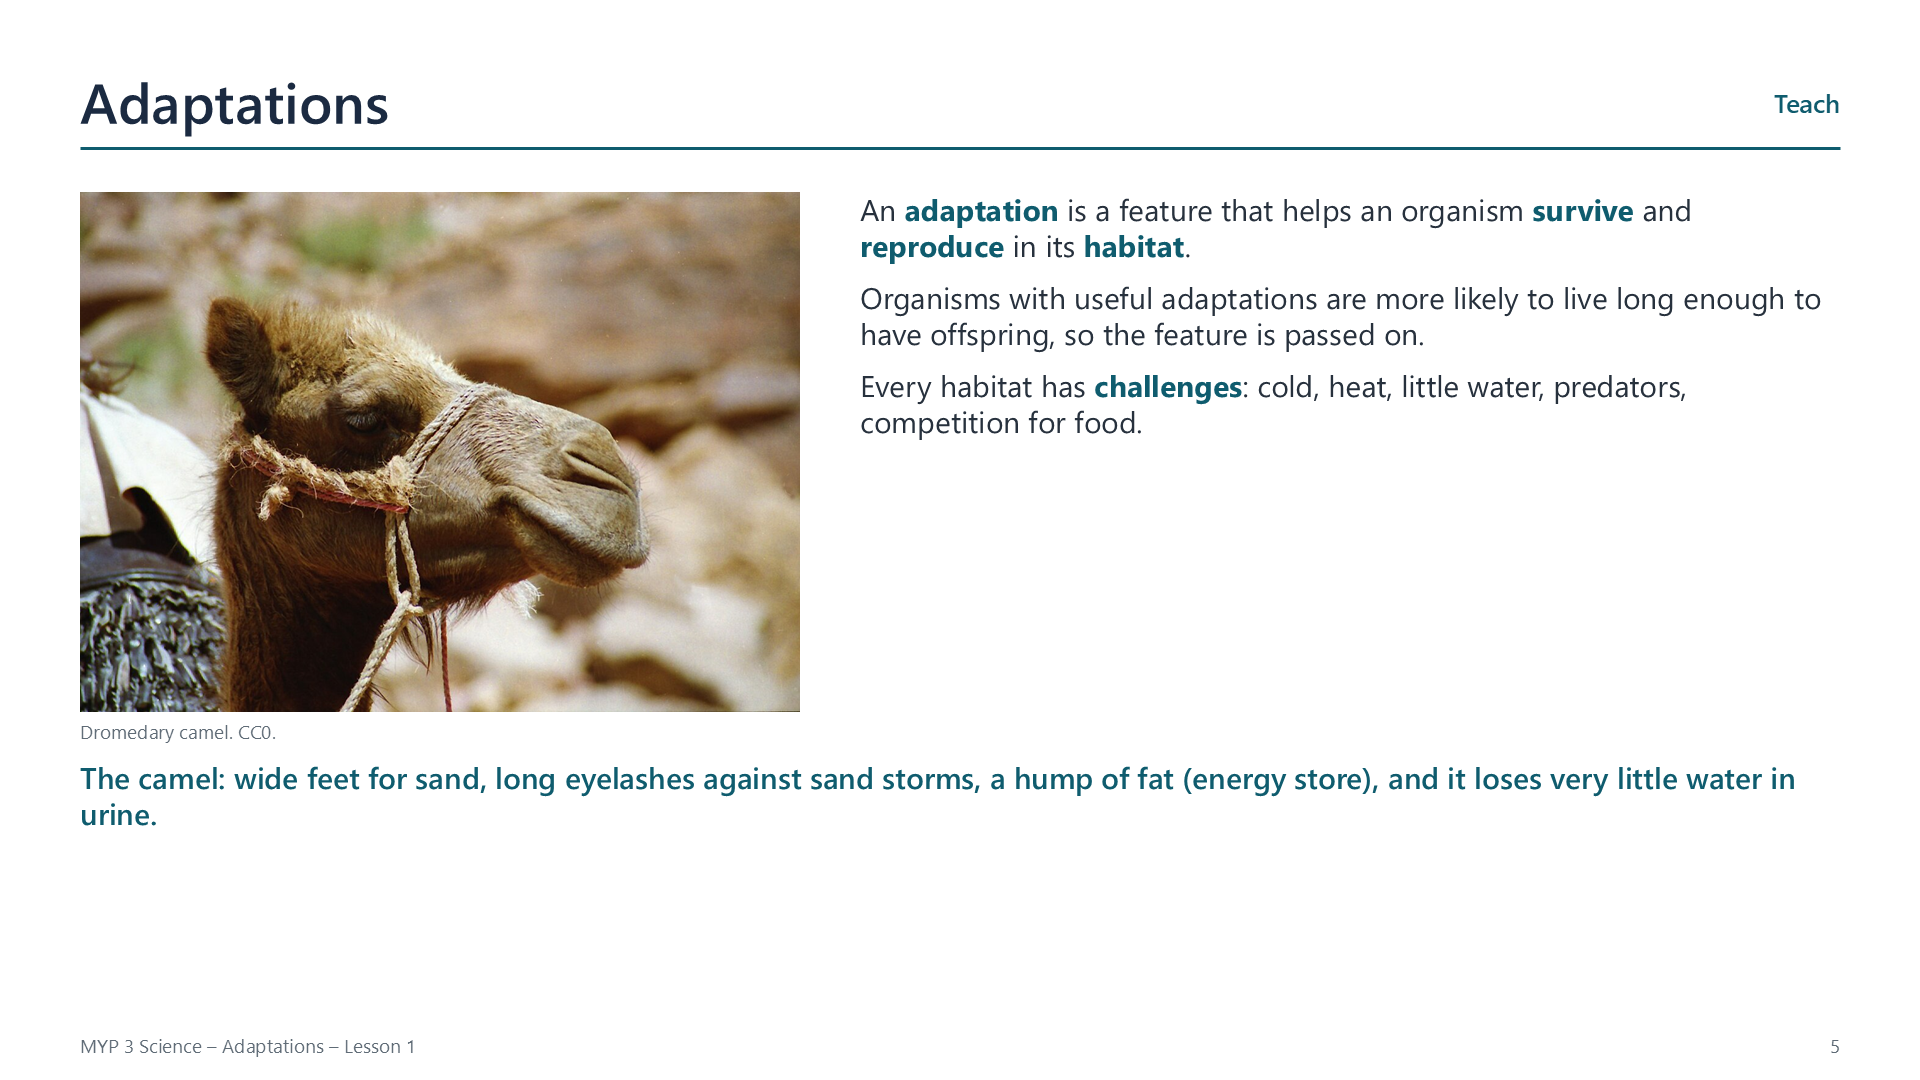 Adaptations
Teach
An adaptation is a feature that helps an organism survive and
reproduce in its habitat.
Organisms with useful adaptations are more likely to live long enough to
have offspring, so the feature is passed on.
Every habitat has challenges: cold, heat, little water, predators,
competition for food.
Dromedary camel. CC0.
The camel: wide feet for sand, long eyelashes against sand storms, a hump of fat (energy store), and it loses very little water in
urine.
MYP 3 Science – Adaptations – Lesson 1
5